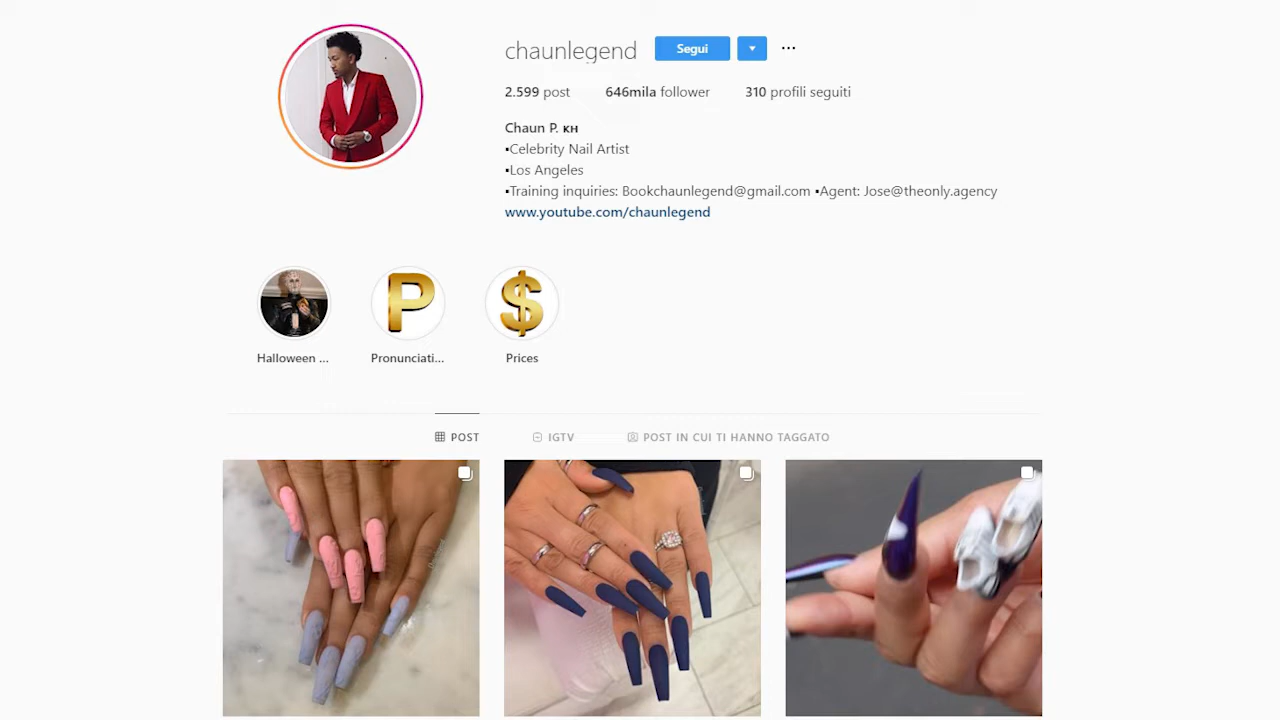 chaunlegend Segui
2.599 post 646mila follower 310 profili seguiti
Chaun P. ᴋʜ
▪Celebrity Nail Artist
▪Los Angeles
▪Training inquiries: Bookchaunlegend@gmail.com ▪Agent: Jose@theonly.agency
www.youtube.com/chaunlegend
P $
Halloween ... Pronunciati... Prices
POST IGTV POST IN CUI TI HANNO TAGGATO